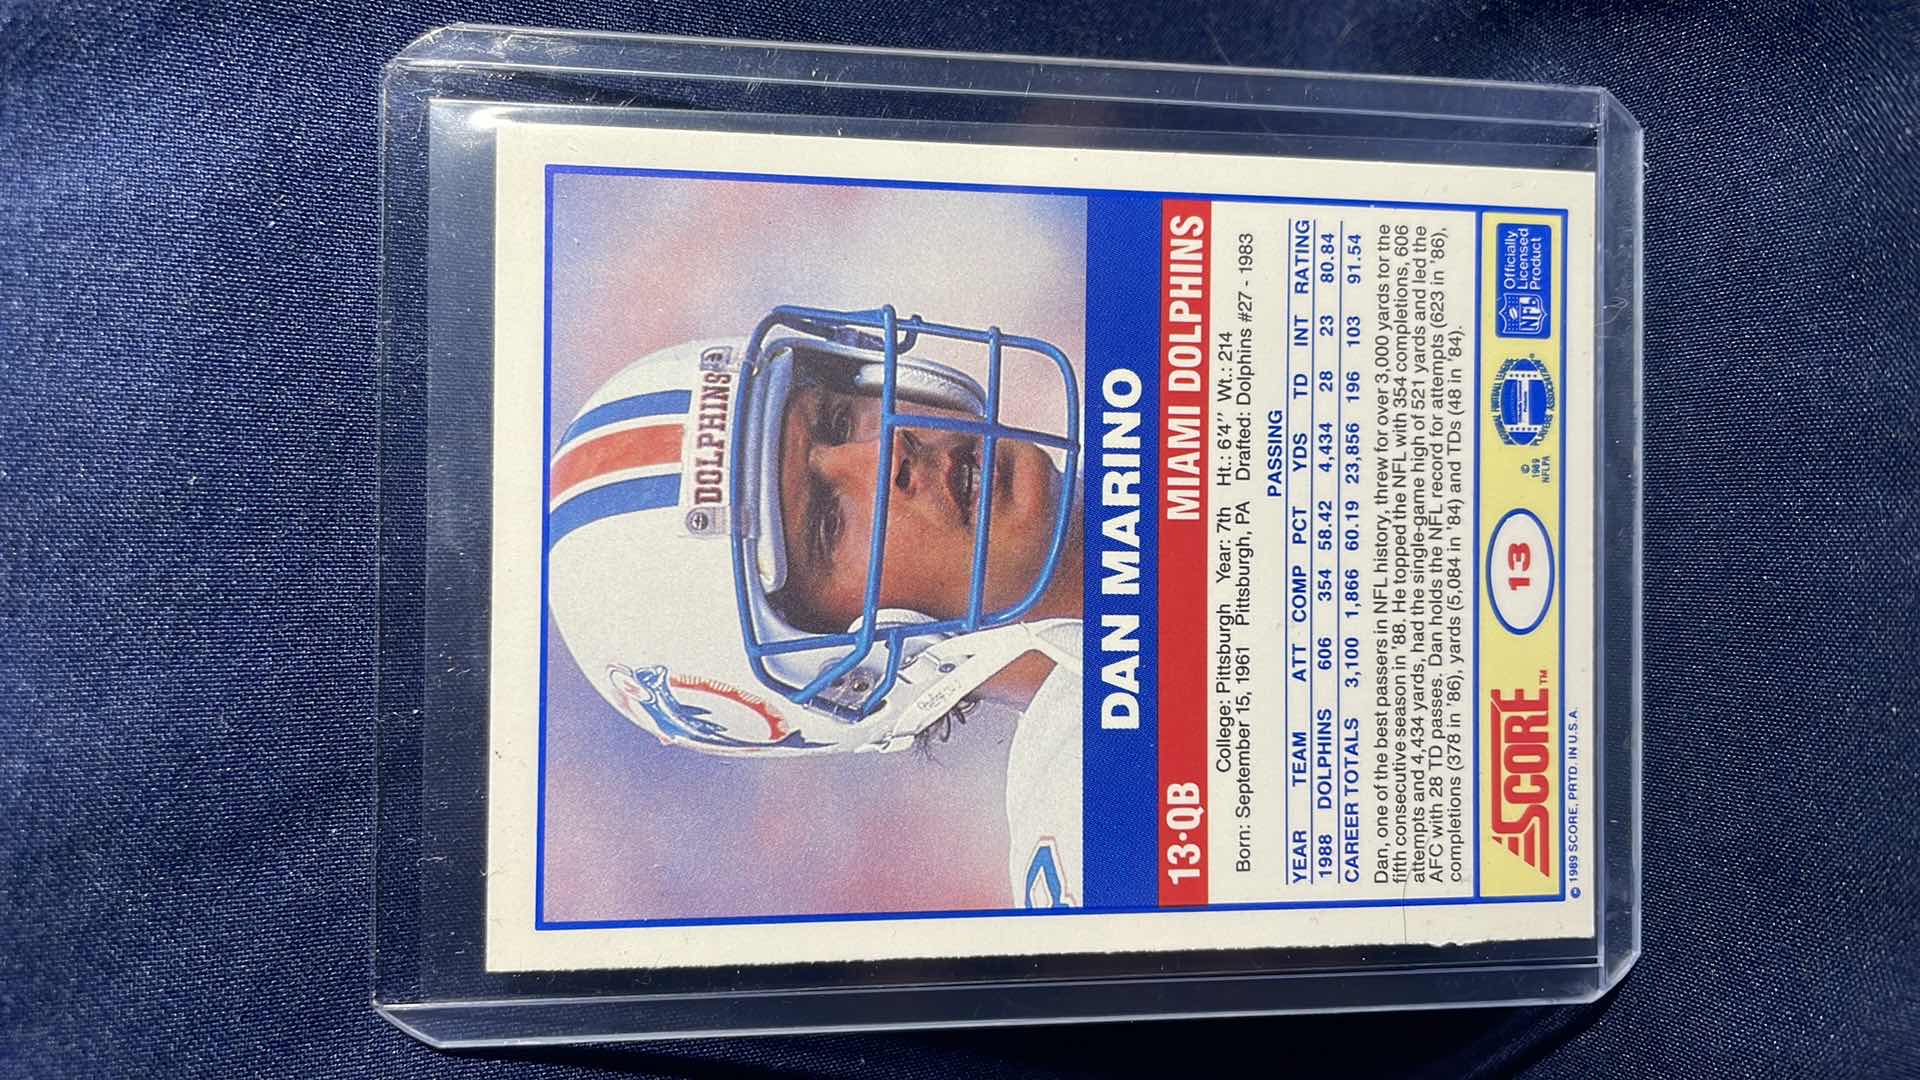 DOLPHINS
DAN MARINO
13•QB MIAMI DOLPHINS
College: Pittsburgh Year: 7th Ht.: 6'4" Wt.: 214
Born: September 15, 1961 Pittsburgh, PA Drafted: Dolphins #27 - 1983
PASSING
YEAR TEAM ATT COMP PCT YDS TD INT RATING
1988 DOLPHINS 606 354 58.42 4,434 28 23 80.84
CAREER TOTALS 3,100 1,866 60.19 23,856 196 103 91.54
Dan, one of the best passers in NFL history, threw for over 3,000 yards for the
fifth consecutive season in '88. He topped the NFL with 354 completions, 606
attempts and 4,434 yards, had the single-game high of 521 yards and led the
AFC with 28 TD passes. Dan holds the NFL record for attempts (623 in '86),
completions (378 in '86), yards (5,084 in '84) and TDs (48 in '84).
SCORE™
13
© 1989 NFLPA
NFL
Officially
Licensed
Product
© 1989 SCORE, PRTD. IN U.S.A.